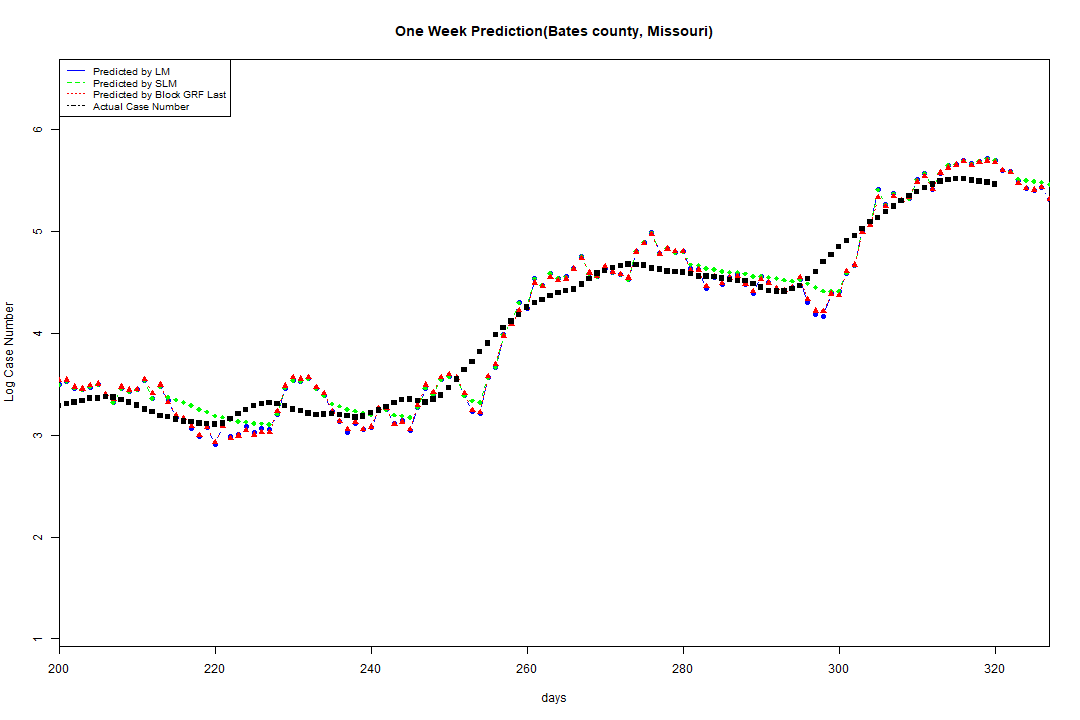 One Week Prediction(Bates county, Missouri)
Predicted by LM
Predicted by SLM
Predicted by Block GRF Last
Actual Case Number
6
5
4
3
2
1
Log Case Number
200 220 240 260 280 300 320
days